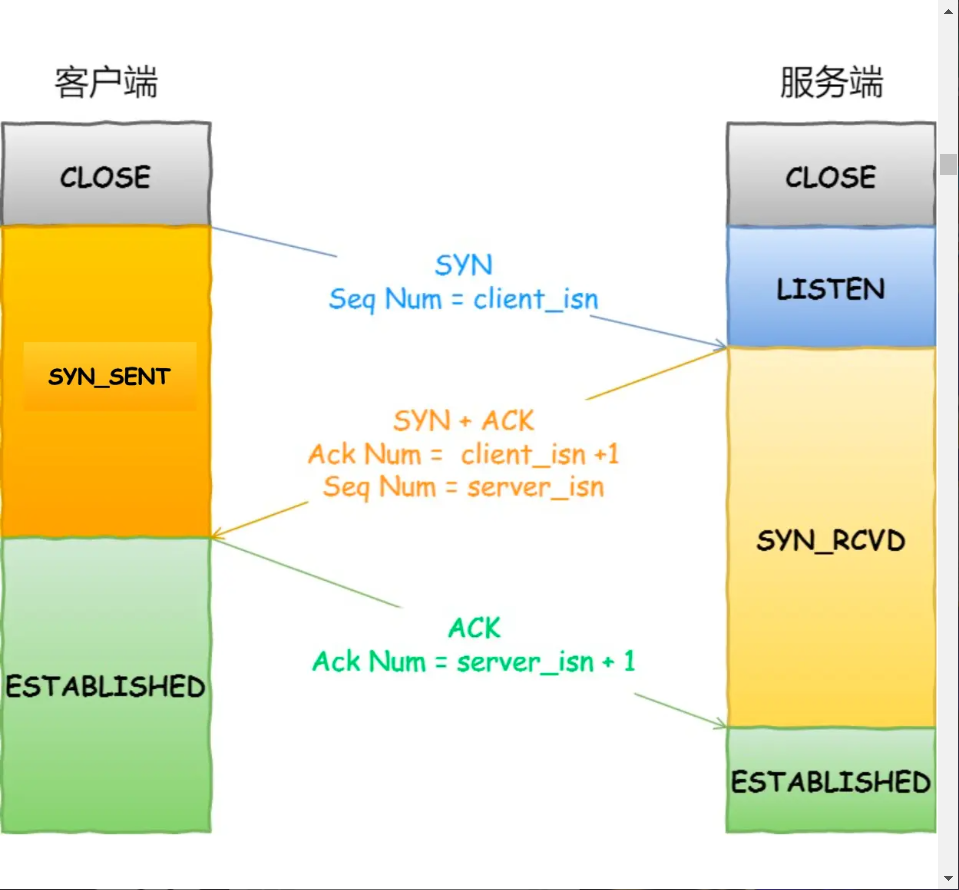 客户端
服务端
CLOSE
CLOSE
SYN
Seq Num = client_isn
LISTEN
SYN_SENT
SYN + ACK
Ack Num = client_isn +1
Seq Num = server_isn
SYN_RCVD
ACK
Ack Num = server_isn + 1
ESTABLISHED
ESTABLISHED